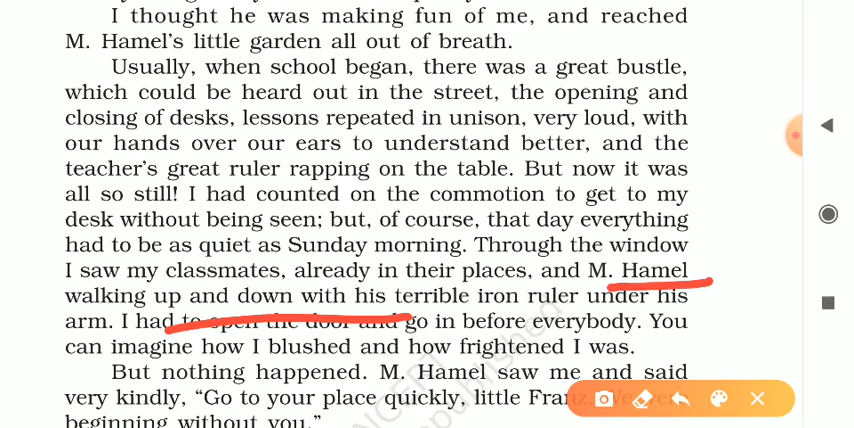 I thought he was making fun of me, and reached
M. Hamel's little garden all out of breath.
Usually, when school began, there was a great bustle,
which could be heard out in the street, the opening and
closing of desks, lessons repeated in unison, very loud, with
our hands over our ears to understand better, and the
teacher's great ruler rapping on the table. But now it was
all so still! I had counted on the commotion to get to my
desk without being seen; but, of course, that day everything
had to be as quiet as Sunday morning. Through the window
I saw my classmates, already in their places, and M. Hamel
walking up and down with his terrible iron ruler under his
arm. I had to open the door and go in before everybody. You
can imagine how I blushed and how frightened I was.
But nothing happened. M. Hamel saw me and said
very kindly, “Go to your place quickly, little Franz.
beginning without you.”